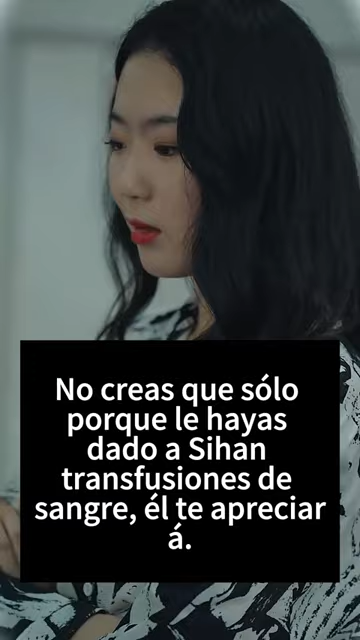 No creas que sólo
porque le hayas
dado a Sihan
transfusiones de
sangre, él te apreciar
á.